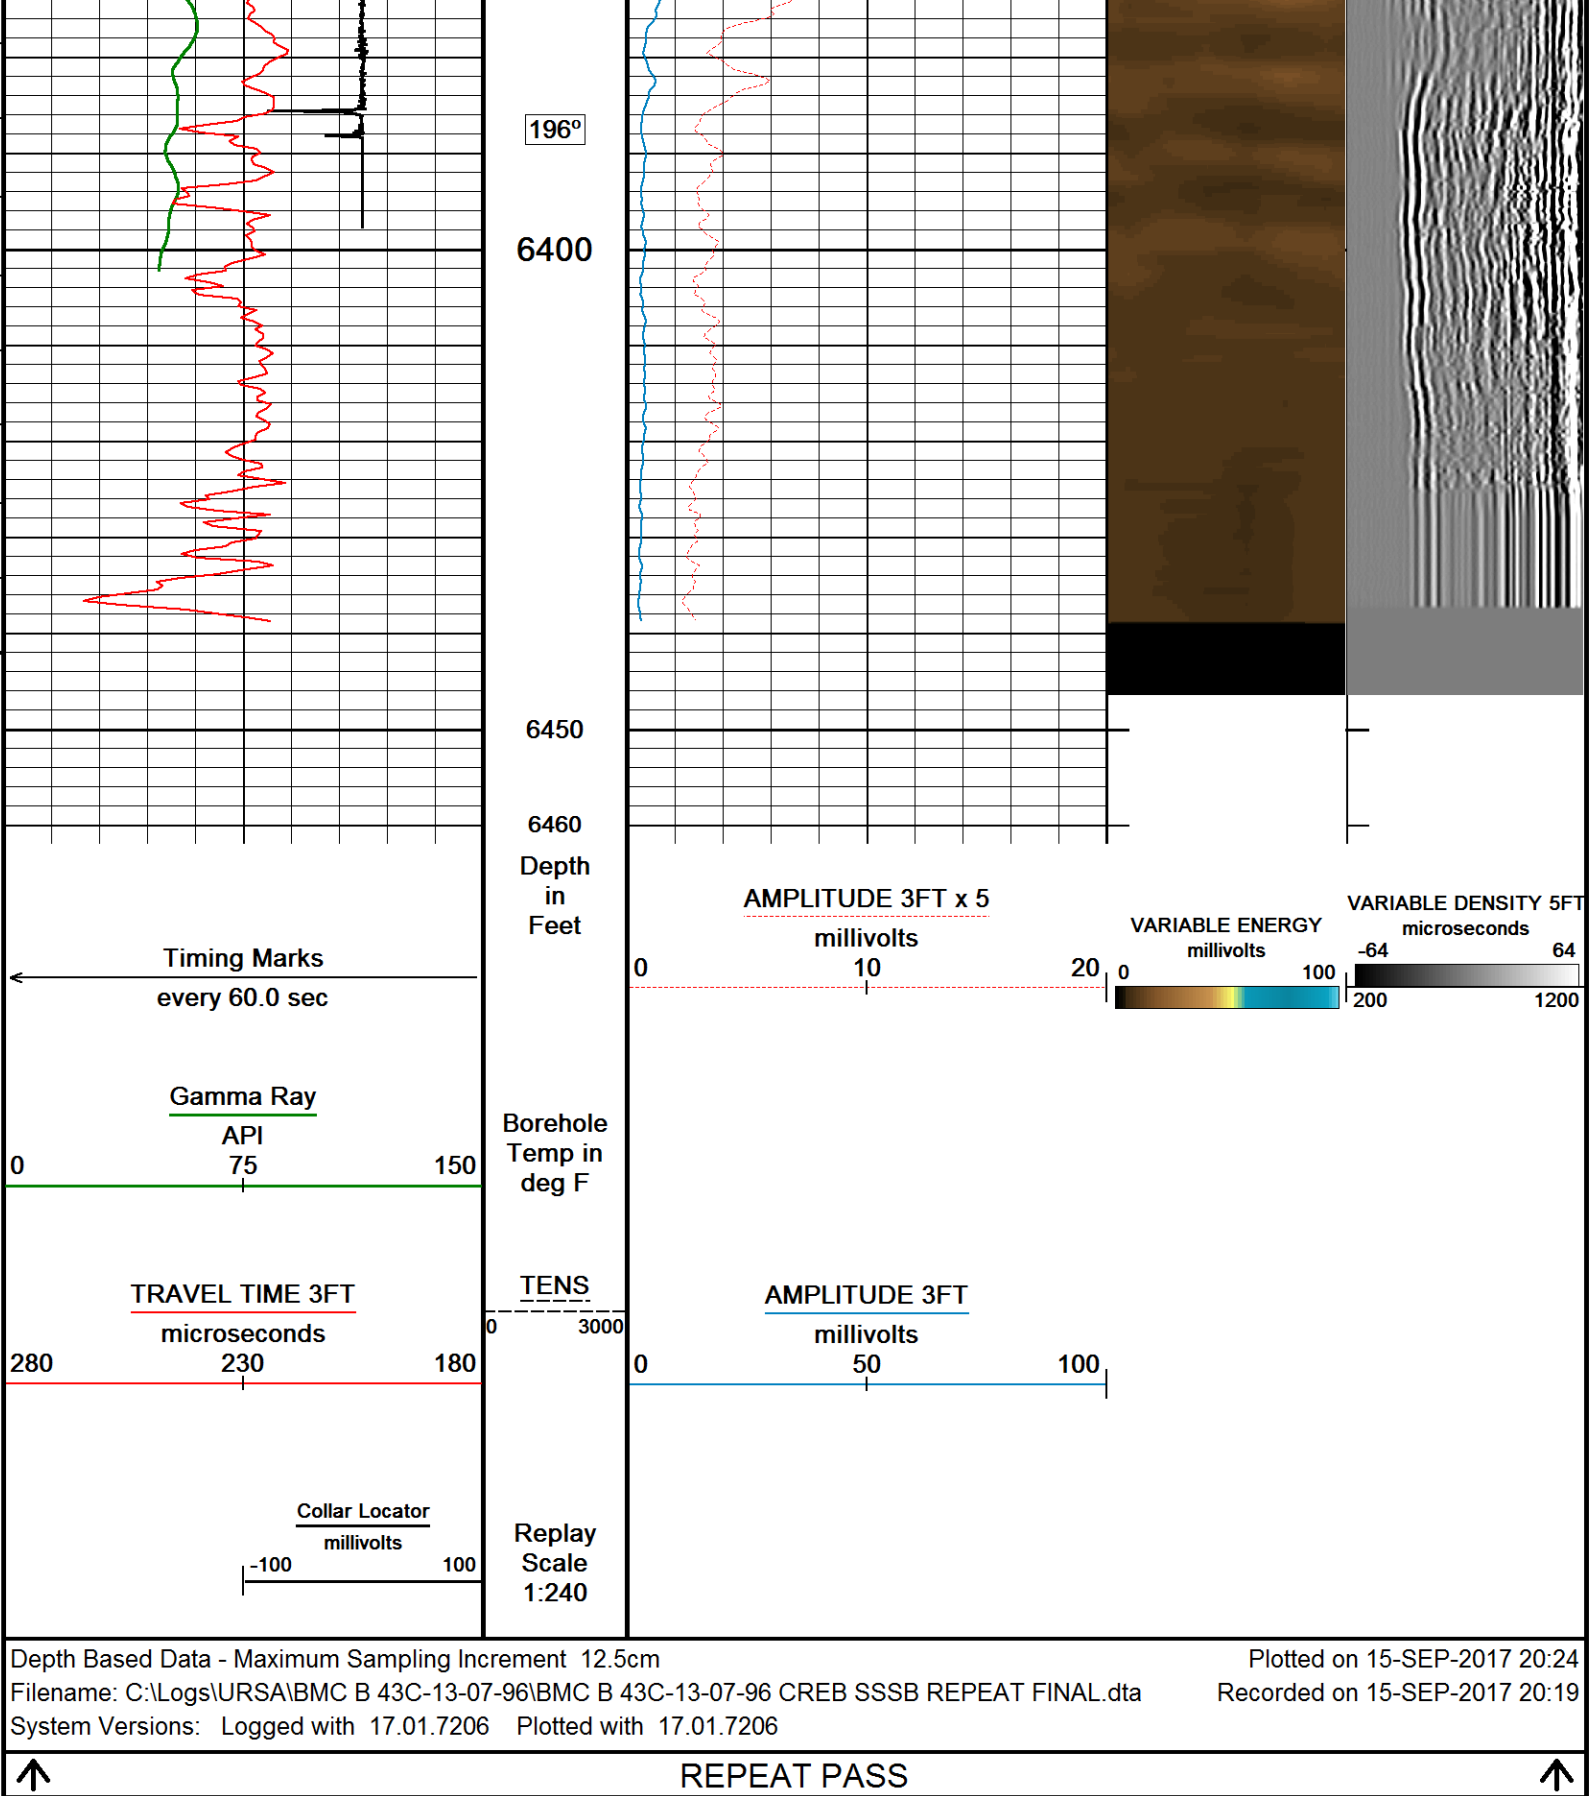 196º
6400
6450
6460
Depth
in
Feet
Timing Marks
every 60.0 sec
Gamma Ray
API
0 75 150
TRAVEL TIME 3FT
microseconds
280 230 180
Collar Locator
millivolts
-100 100
Borehole
Temp in
deg F
TENS
0 3000
Replay
Scale
1:240
AMPLITUDE 3FT x 5
millivolts
0 10 20
AMPLITUDE 3FT
millivolts
0 50 100
VARIABLE ENERGY
millivolts
0 100
VARIABLE DENSITY 5FT
microseconds
-64 64
200 1200
Depth Based Data - Maximum Sampling Increment 12.5cm
Plotted on 15-SEP-2017 20:24
Filename: C:\Logs\URSA\BMC B 43C-13-07-96\BMC B 43C-13-07-96 CREB SSSB REPEAT FINAL.dta
Recorded on 15-SEP-2017 20:19
System Versions: Logged with 17.01.7206 Plotted with 17.01.7206
REPEAT PASS